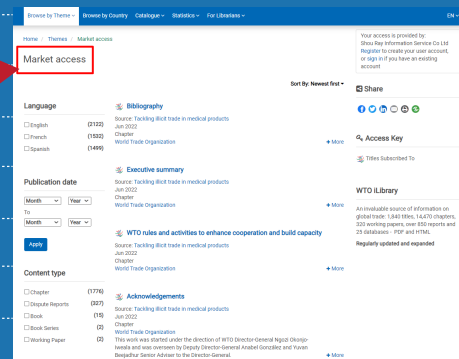 Browse by Theme Browse by Country Catalogue Statistics For Librarians EN
Home / Themes / Market access
Market access
Your access is provided by:
Shou Ray Information Service Co Ltd
Register to create your user account,
or sign in if you have an existing
account
Sort By: Newest first
Share
Language
English (2122)
French (1532)
Spanish (1499)
Publication date
Month Year
To
Month Year
Apply
Content type
Chapter (1776)
Dispute Reports (327)
Book (15)
Book Series (2)
Working Paper (2)
Bibliography
Source: Tackling illicit trade in medical products
Jun 2022
Chapter
World Trade Organization
+ More
Executive summary
Source: Tackling illicit trade in medical products
Jun 2022
Chapter
World Trade Organization
+ More
WTO rules and activities to enhance cooperation and build capacity
Source: Tackling illicit trade in medical products
Jun 2022
Chapter
World Trade Organization
+ More
Acknowledgements
Source: Tackling illicit trade in medical products
Jun 2022
Chapter
World Trade Organization
This work was started under the direction of WTO Director-General Ngozi Okonjo-
Iweala and was overseen by Deputy Director-General Anabel González and Yuvan
Beejadhur Senior Adviser to the Director-General.
+ More
Access Key
Titles Subscribed To
WTO iLibrary
An invaluable source of information on
global trade: 1,840 titles, 14,470 chapters,
320 working papers, over 850 reports and
25 databases – PDF and HTML
Regularly updated and expanded